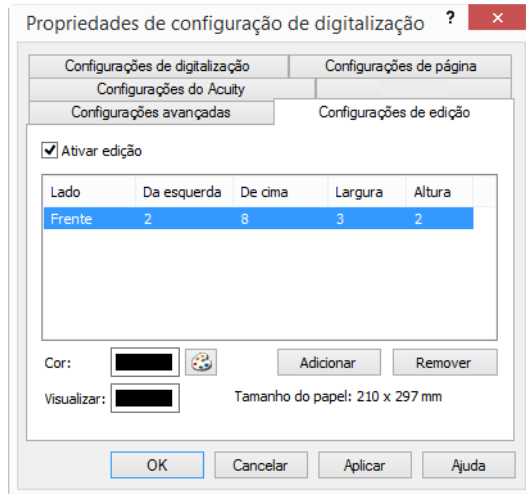 Propriedades de configuração de digitalização ?
Configurações de digitalização Configurações de página
Configurações do Acuity
Configurações avançadas Configurações de edição
Ativar edição
Lado Da esquerda De cima Largura Altura
Frente 2 8 3 2
Cor: Adicionar Remover
Visualizar: Tamanho do papel: 210 x 297 mm
OK Cancelar Aplicar Ajuda